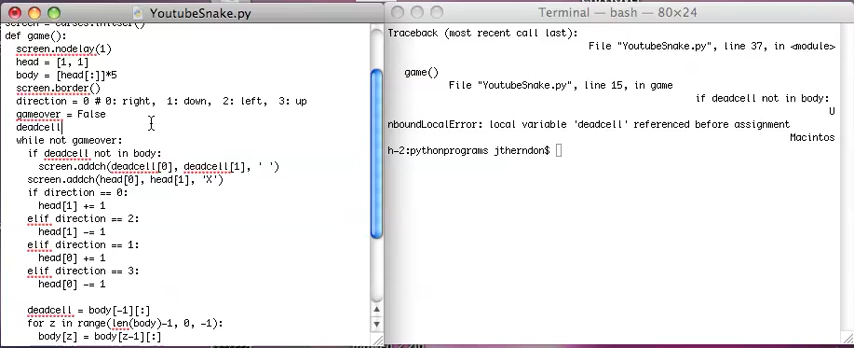 YoutubeSnake.py
screen = curses.initscr()
def game():
screen.nodelay(1)
head = [1, 1]
body = [head[:]]*5
screen.border()
direction = 0 # 0: right, 1: down, 2: left, 3: up
gameover = False
deadcell
while not gameover:
if deadcell not in body:
screen.addch(deadcell[0], deadcell[1], ' ')
screen.addch(head[0], head[1], 'X')
if direction == 0:
head[1] += 1
elif direction == 2:
head[1] -= 1
elif direction == 1:
head[0] += 1
elif direction == 3:
head[0] -= 1
deadcell = body[-1][:]
for z in range(len(body)-1, 0, -1):
body[z] = body[z-1][:]
Terminal — bash — 80×24
Traceback (most recent call last):
File "YoutubeSnake.py", line 37, in <module>
game()
File "YoutubeSnake.py", line 15, in game
if deadcell not in body:
U
nboundLocalError: local variable 'deadcell' referenced before assignment
Macintos
h-2:pythonprograms jtherndon$